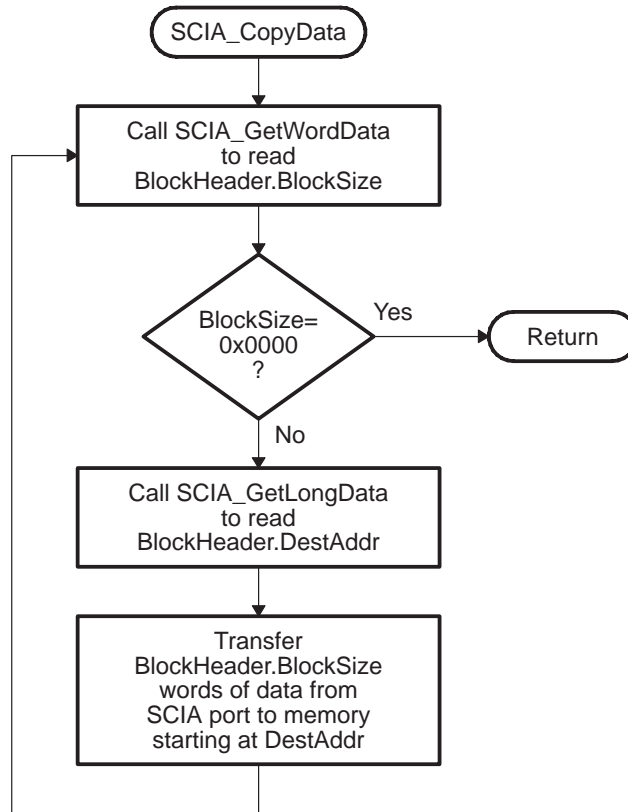 SCIA_CopyData
Call SCIA_GetWordData
to read
BlockHeader.BlockSize
BlockSize=
0x0000
?
Yes
Return
No
Call SCIA_GetLongData
to read
BlockHeader.DestAddr
Transfer
BlockHeader.BlockSize
words of data from
SCIA port to memory
starting at DestAddr